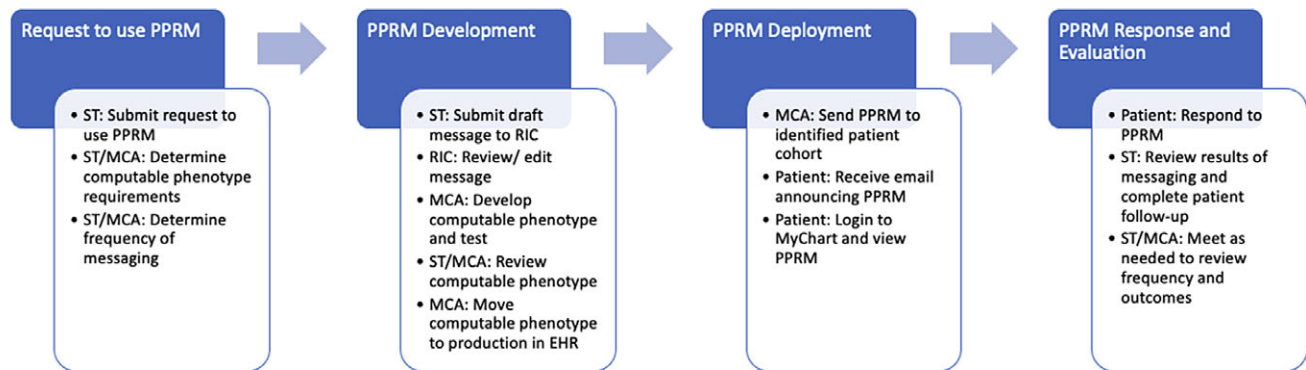 Request to use PPRM
• ST: Submit request to
use PPRM
• ST/MCA: Determine
computable phenotype
requirements
• ST/MCA: Determine
frequency of
messaging
PPRM Development
• ST: Submit draft
message to RIC
• RIC: Review/ edit
message
• MCA: Develop
computable phenotype
and test
• ST/MCA: Review
computable phenotype
• MCA: Move
computable phenotype
to production in EHR
PPRM Deployment
• MCA: Send PPRM to
identified patient
cohort
• Patient: Receive email
announcing PPRM
• Patient: Login to
MyChart and view
PPRM
PPRM Response and
Evaluation
• Patient: Respond to
PPRM
• ST: Review results of
messaging and
complete patient
follow-up
• ST/MCA: Meet as
needed to review
frequency and
outcomes